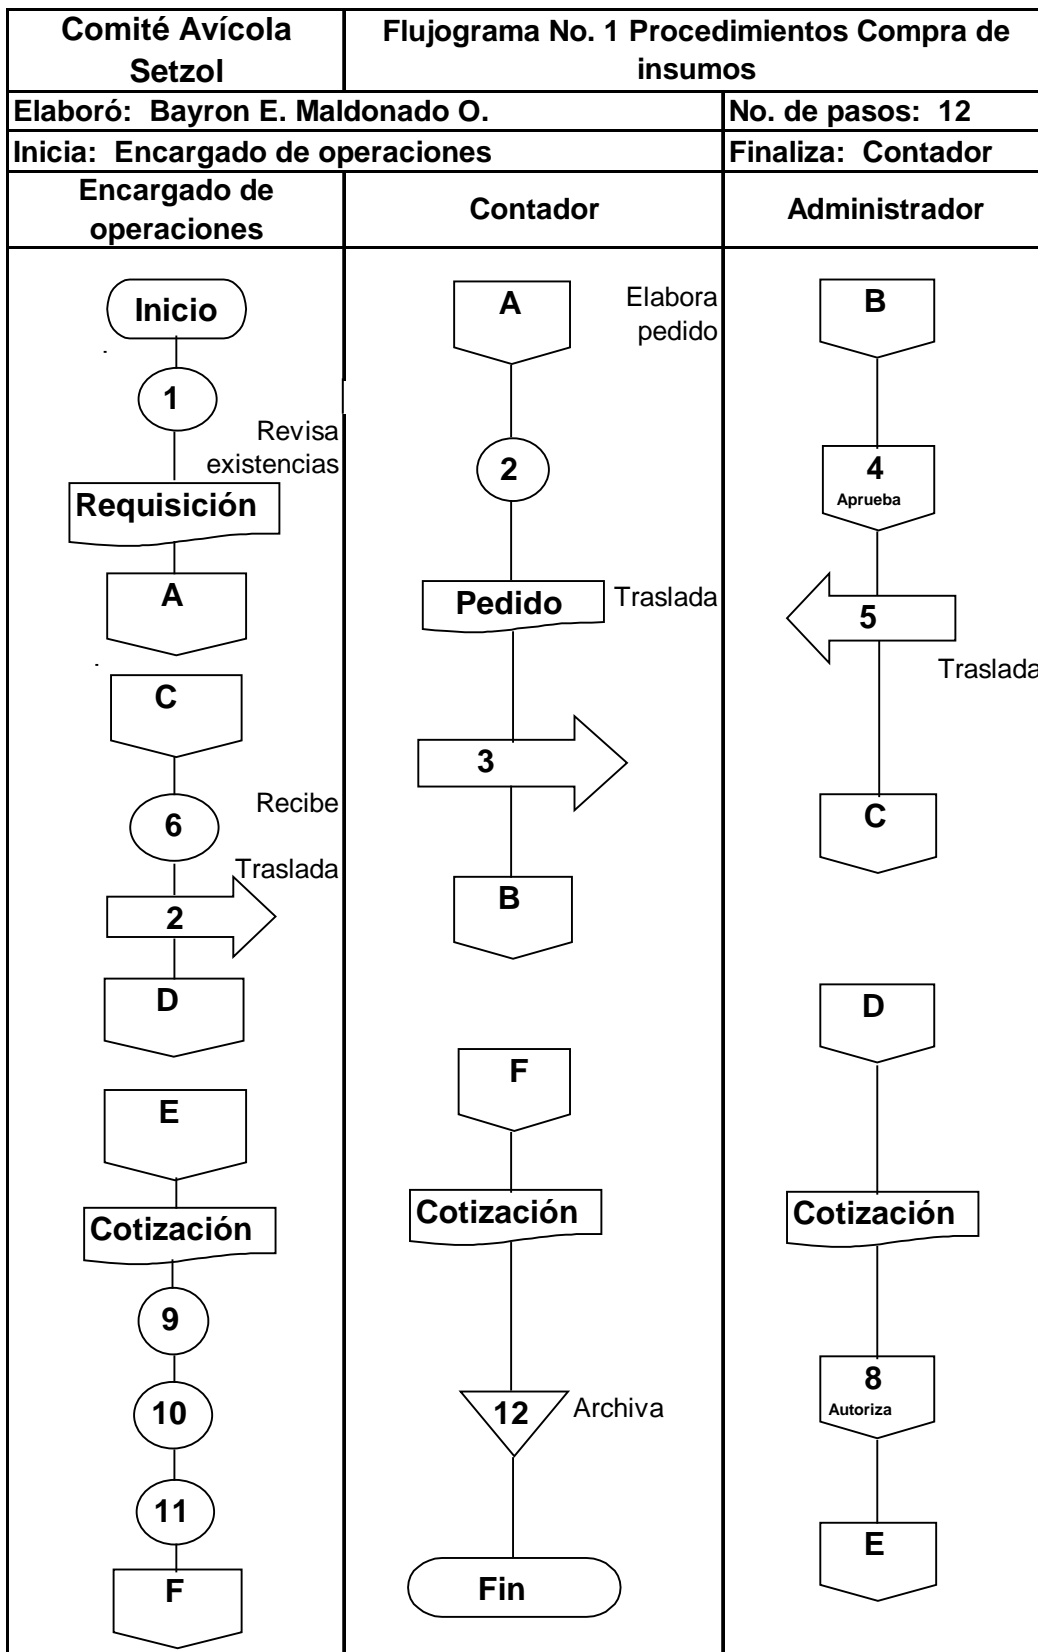 Comité Avícola
Setzol
Flujograma No. 1 Procedimientos Compra de
insumos
Elaboró: Bayron E. Maldonado O.
No. de pasos: 12
Inicia: Encargado de operaciones
Finaliza: Contador
Encargado de
operaciones
Contador
Administrador
Inicio
1
Revisa
existencias
Requisición
A
C
6
Recibe
Traslada
2
D
E
Cotización
9
10
11
F
A
Elabora
pedido
2
Pedido
Traslada
3
B
F
Cotización
12
Archiva
Fin
B
4
Aprueba
5
Traslada
C
D
Cotización
8
Autoriza
E